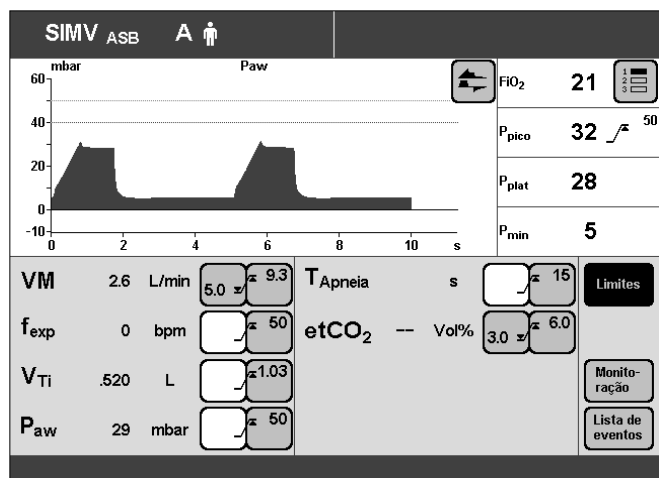 SIMV ASB A
mbar Paw
60
40
20
0
-10
0 2 4 6 8 10 s
FiO2 21 1 2 3
Ppico 32 50
Pplat 28
Pmin 5
VM 2.6 L/min 5.0 9.3
fexp 0 bpm 50
VTi .520 L 1.03
Paw 29 mbar 50
TApneia s 15
etCO2 -- Vol% 3.0 6.0
Limites
Monito-
ração
Lista de
eventos